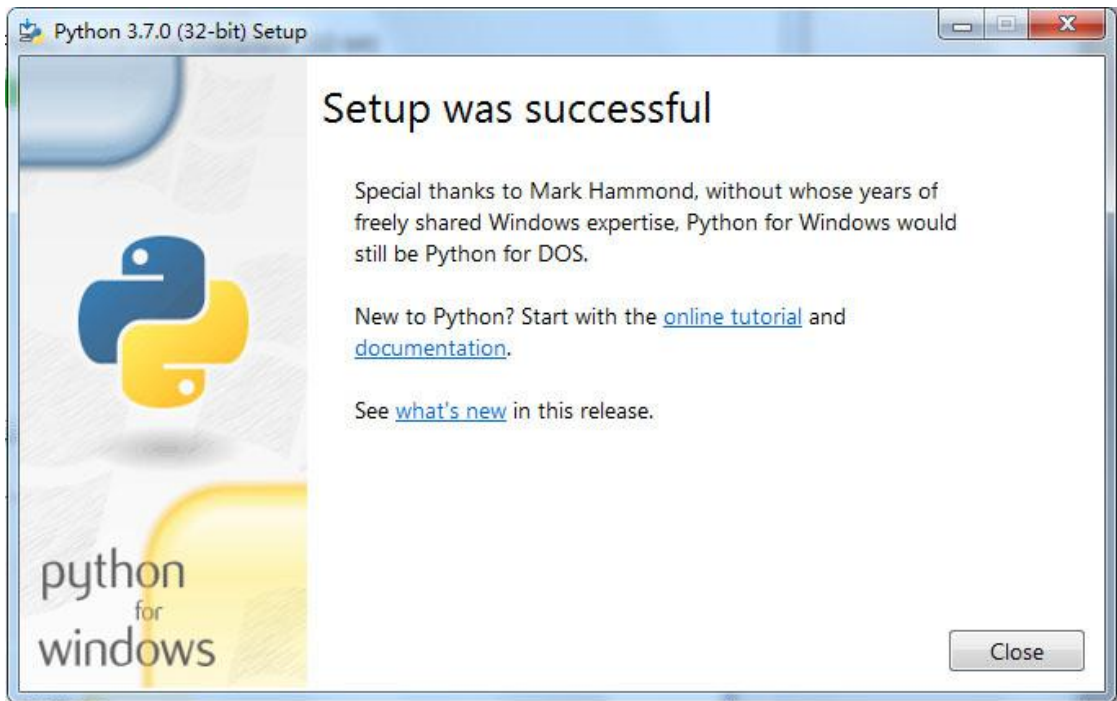 Python 3.7.0 (32-bit) Setup
Setup was successful
Special thanks to Mark Hammond, without whose years of
freely shared Windows expertise, Python for Windows would
still be Python for DOS.
New to Python? Start with the online tutorial and
documentation.
See what's new in this release.
python
for
windows
Close